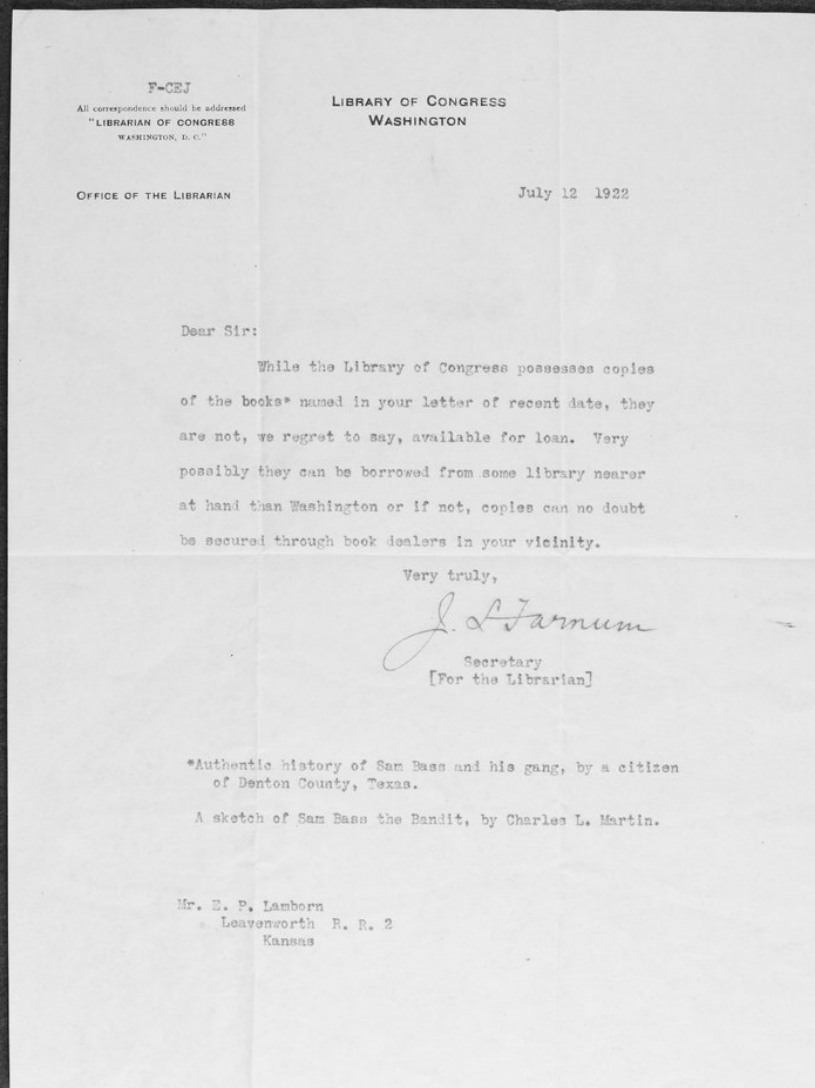 F-CEJ
All correspondence should be addressed
"LIBRARIAN OF CONGRESS
WASHINGTON, D. C."
OFFICE OF THE LIBRARIAN
LIBRARY OF CONGRESS
WASHINGTON
July 12 1922
Dear Sir:
While the Library of Congress possesses copies
of the books* named in your letter of recent date, they
are not, we regret to say, available for loan. Very
possibly they can be borrowed from some library nearer
at hand than Washington or if not, copies can no doubt
be secured through book dealers in your vicinity.
Very truly,
J. L Farnum
Secretary
[For the Librarian]
*Authentic history of Sam Bass and his gang, by a citizen
of Denton County, Texas.
A sketch of Sam Bass the Bandit, by Charles L. Martin.
Mr. E. P. Lamborn
Leavenworth R. R. 2
Kansas